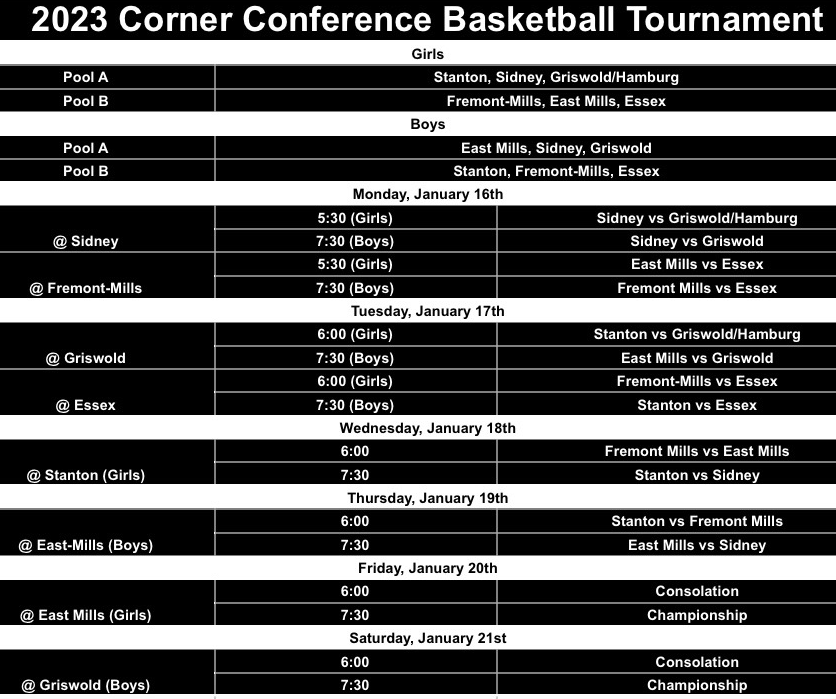 2023 Corner Conference Basketball Tournament
Girls
Pool A Stanton, Sidney, Griswold/Hamburg
Pool B Fremont-Mills, East Mills, Essex
Boys
Pool A East Mills, Sidney, Griswold
Pool B Stanton, Fremont-Mills, Essex
Monday, January 16th
5:30 (Girls) Sidney vs Griswold/Hamburg
@ Sidney 7:30 (Boys) Sidney vs Griswold
5:30 (Girls) East Mills vs Essex
@ Fremont-Mills 7:30 (Boys) Fremont Mills vs Essex
Tuesday, January 17th
6:00 (Girls) Stanton vs Griswold/Hamburg
@ Griswold 7:30 (Boys) East Mills vs Griswold
6:00 (Girls) Fremont-Mills vs Essex
@ Essex 7:30 (Boys) Stanton vs Essex
Wednesday, January 18th
6:00 Fremont Mills vs East Mills
@ Stanton (Girls) 7:30 Stanton vs Sidney
Thursday, January 19th
6:00 Stanton vs Fremont Mills
@ East-Mills (Boys) 7:30 East Mills vs Sidney
Friday, January 20th
6:00 Consolation
@ East Mills (Girls) 7:30 Championship
Saturday, January 21st
6:00 Consolation
@ Griswold (Boys) 7:30 Championship